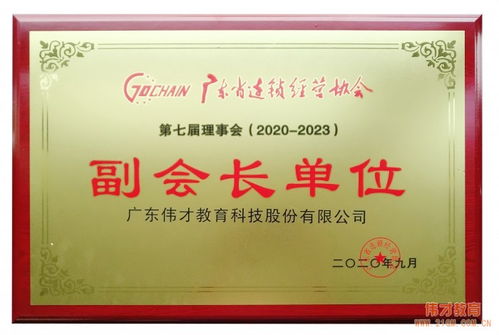 GOCHAIN 广东省连锁经营协会
第七届理事会（2020-2023）
副会长单位
广东伟才教育科技股份有限公司
二〇二〇年九月
伟才教育